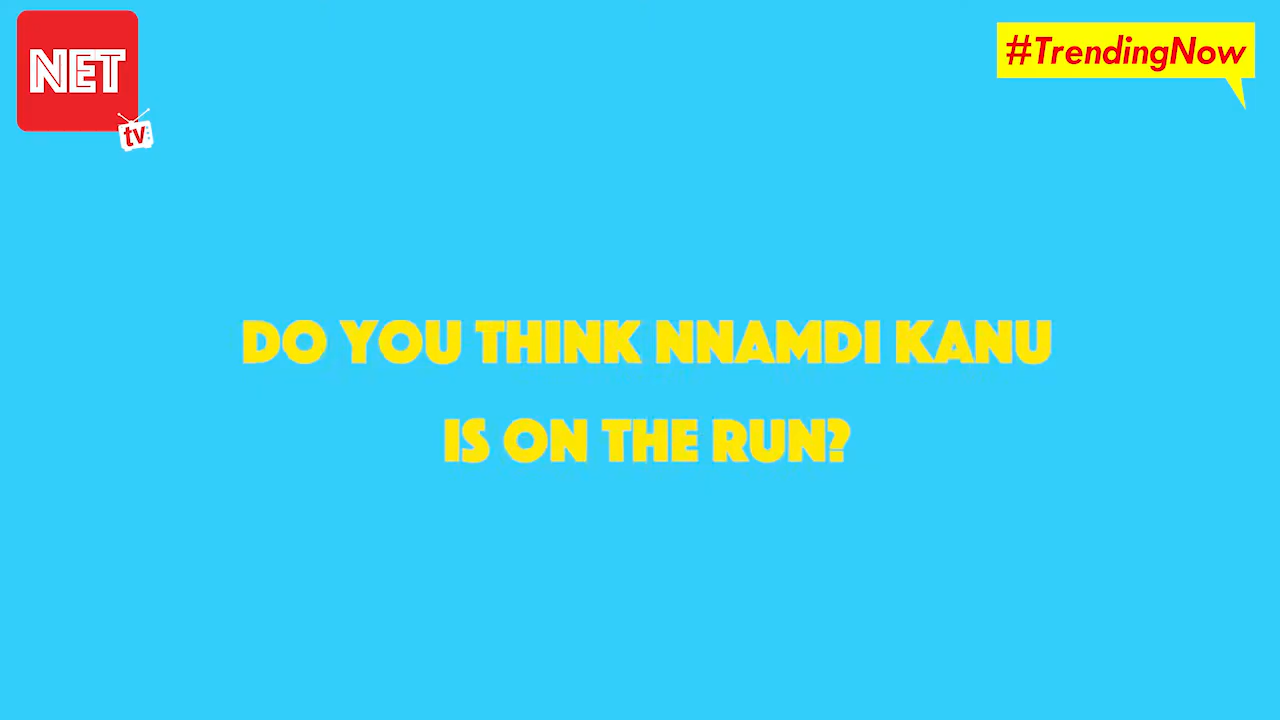 NET
tv
#TrendingNow
DO YOU THINK NNAMDI KANU
IS ON THE RUN?